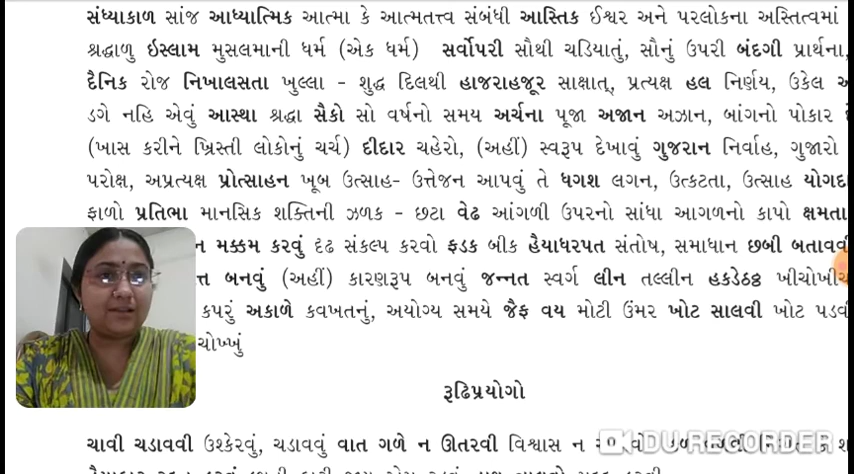 સંધ્યાકાળ સાંજ આધ્યાત્મિક આત્મા કે આત્મતત્ત્વ સંબંધી આસ્તિક ઈશ્વર અને પરલોકના અસ્તિત્વમાં
શ્રદ્ધાળુ ઇસ્લામ મુસલમાની ધર્મ (એક ધર્મ) સર્વોપરી સૌથી ચડિયાતું, સૌનું ઉપરી બંદગી પ્રાર્થના,
દૈનિક રોજ નિખાલસતા ખુલ્લા - શુદ્ધ દિલથી હાજરાહજૂર સાક્ષાત્, પ્રત્યક્ષ હલ નિર્ણય, ઉકેલ
ડગે નહિ એવું આસ્થા શ્રદ્ધા સૈકો સો વર્ષનો સમય અર્ચના પૂજા અજાન અઝાન, બાંગનો પોકાર
(ખાસ કરીને ખ્રિસ્તી લોકોનું ચર્ચ) દીદાર ચહેરો, (અહીં) સ્વરૂપ દેખાવું ગુજરાન નિર્વાહ, ગુજારો
પરોક્ષ, અપ્રત્યક્ષ પ્રોત્સાહન ખૂબ ઉત્સાહ- ઉત્તેજન આપવું તે ધગશ લગન, ઉત્કટતા, ઉત્સાહ
ફાળો પ્રતિભા માનસિક શક્તિની ઝળક - છટા વેઢ આંગળી ઉપરનો સાંધા આગળનો કાપો ક્ષમતા
ન મક્કમ કરવું દૃઢ સંકલ્પ કરવો ફડક બીક હૈયાધરપત સંતોષ, સમાધાન છબી
ત્ત બનવું (અહીં) કારણરૂપ બનવું જન્નત સ્વર્ગ લીન તલ્લીન હકડેઠઠ
કપરું અકાળે કવખતનું, અયોગ્ય સમયે જૈફ વય મોટી ઉંમર ખોટ સાલવી ખોટ
ચોખ્ખું
રૂઢિપ્રયોગો
ચાવી ચડાવવી ઉશ્કેરવું, ચડાવવું વાત ગળે ન ઊતરવી વિશ્વાસ ન
DU RECORDER